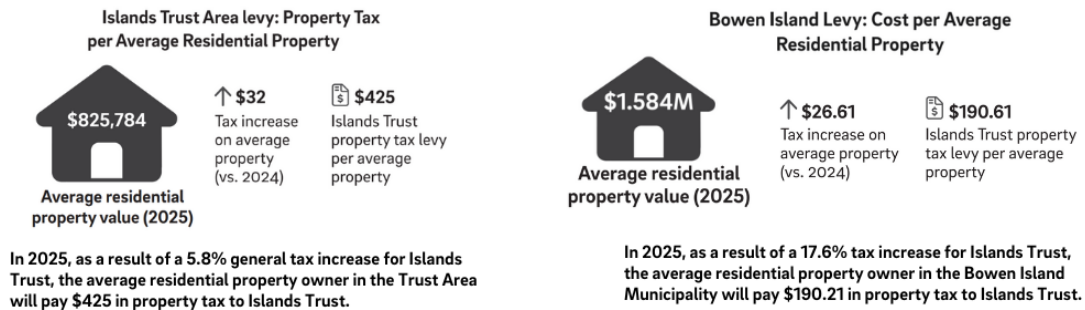 Islands Trust Area levy: Property Tax
per Average Residential Property
$825,784
Average residential
property value (2025)
$32
Tax increase
on average
property
(vs. 2024)
$425
Islands Trust
property tax levy
per average
property
In 2025, as a result of a 5.8% general tax increase for Islands
Trust, the average residential property owner in the Trust Area
will pay $425 in property tax to Islands Trust.
Bowen Island Levy: Cost per Average
Residential Property
$1.584M
Average residential
property value (2025)
$26.61
Tax increase on
average property
(vs. 2024)
$190.61
Islands Trust property
tax levy per average
property
In 2025, as a result of a 17.6% tax increase for Islands Trust,
the average residential property owner in the Bowen Island
Municipality will pay $190.21 in property tax to Islands Trust.